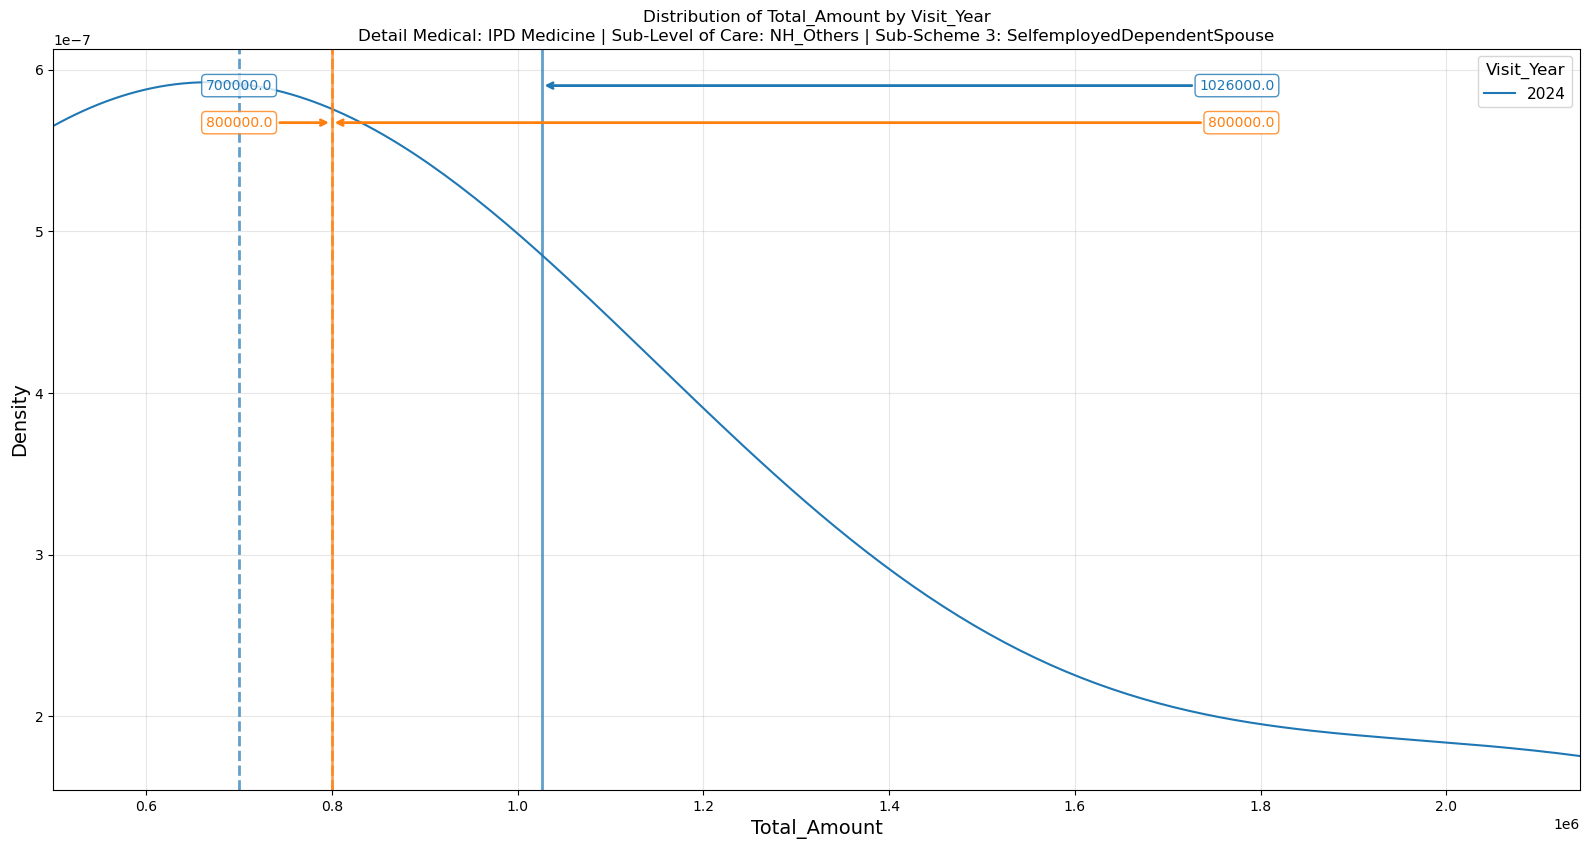 Distribution of Total_Amount by Visit_Year
Detail Medical: IPD Medicine | Sub-Level of Care: NH_Others | Sub-Scheme 3: SelfemployedDependentSpouse
1e−7
6
5
4
3
2
Density
700000.0
1026000.0
800000.0
800000.0
Visit_Year
2024
0.6
0.8
1.0
1.2
1.4
1.6
1.8
2.0
1e6
Total_Amount